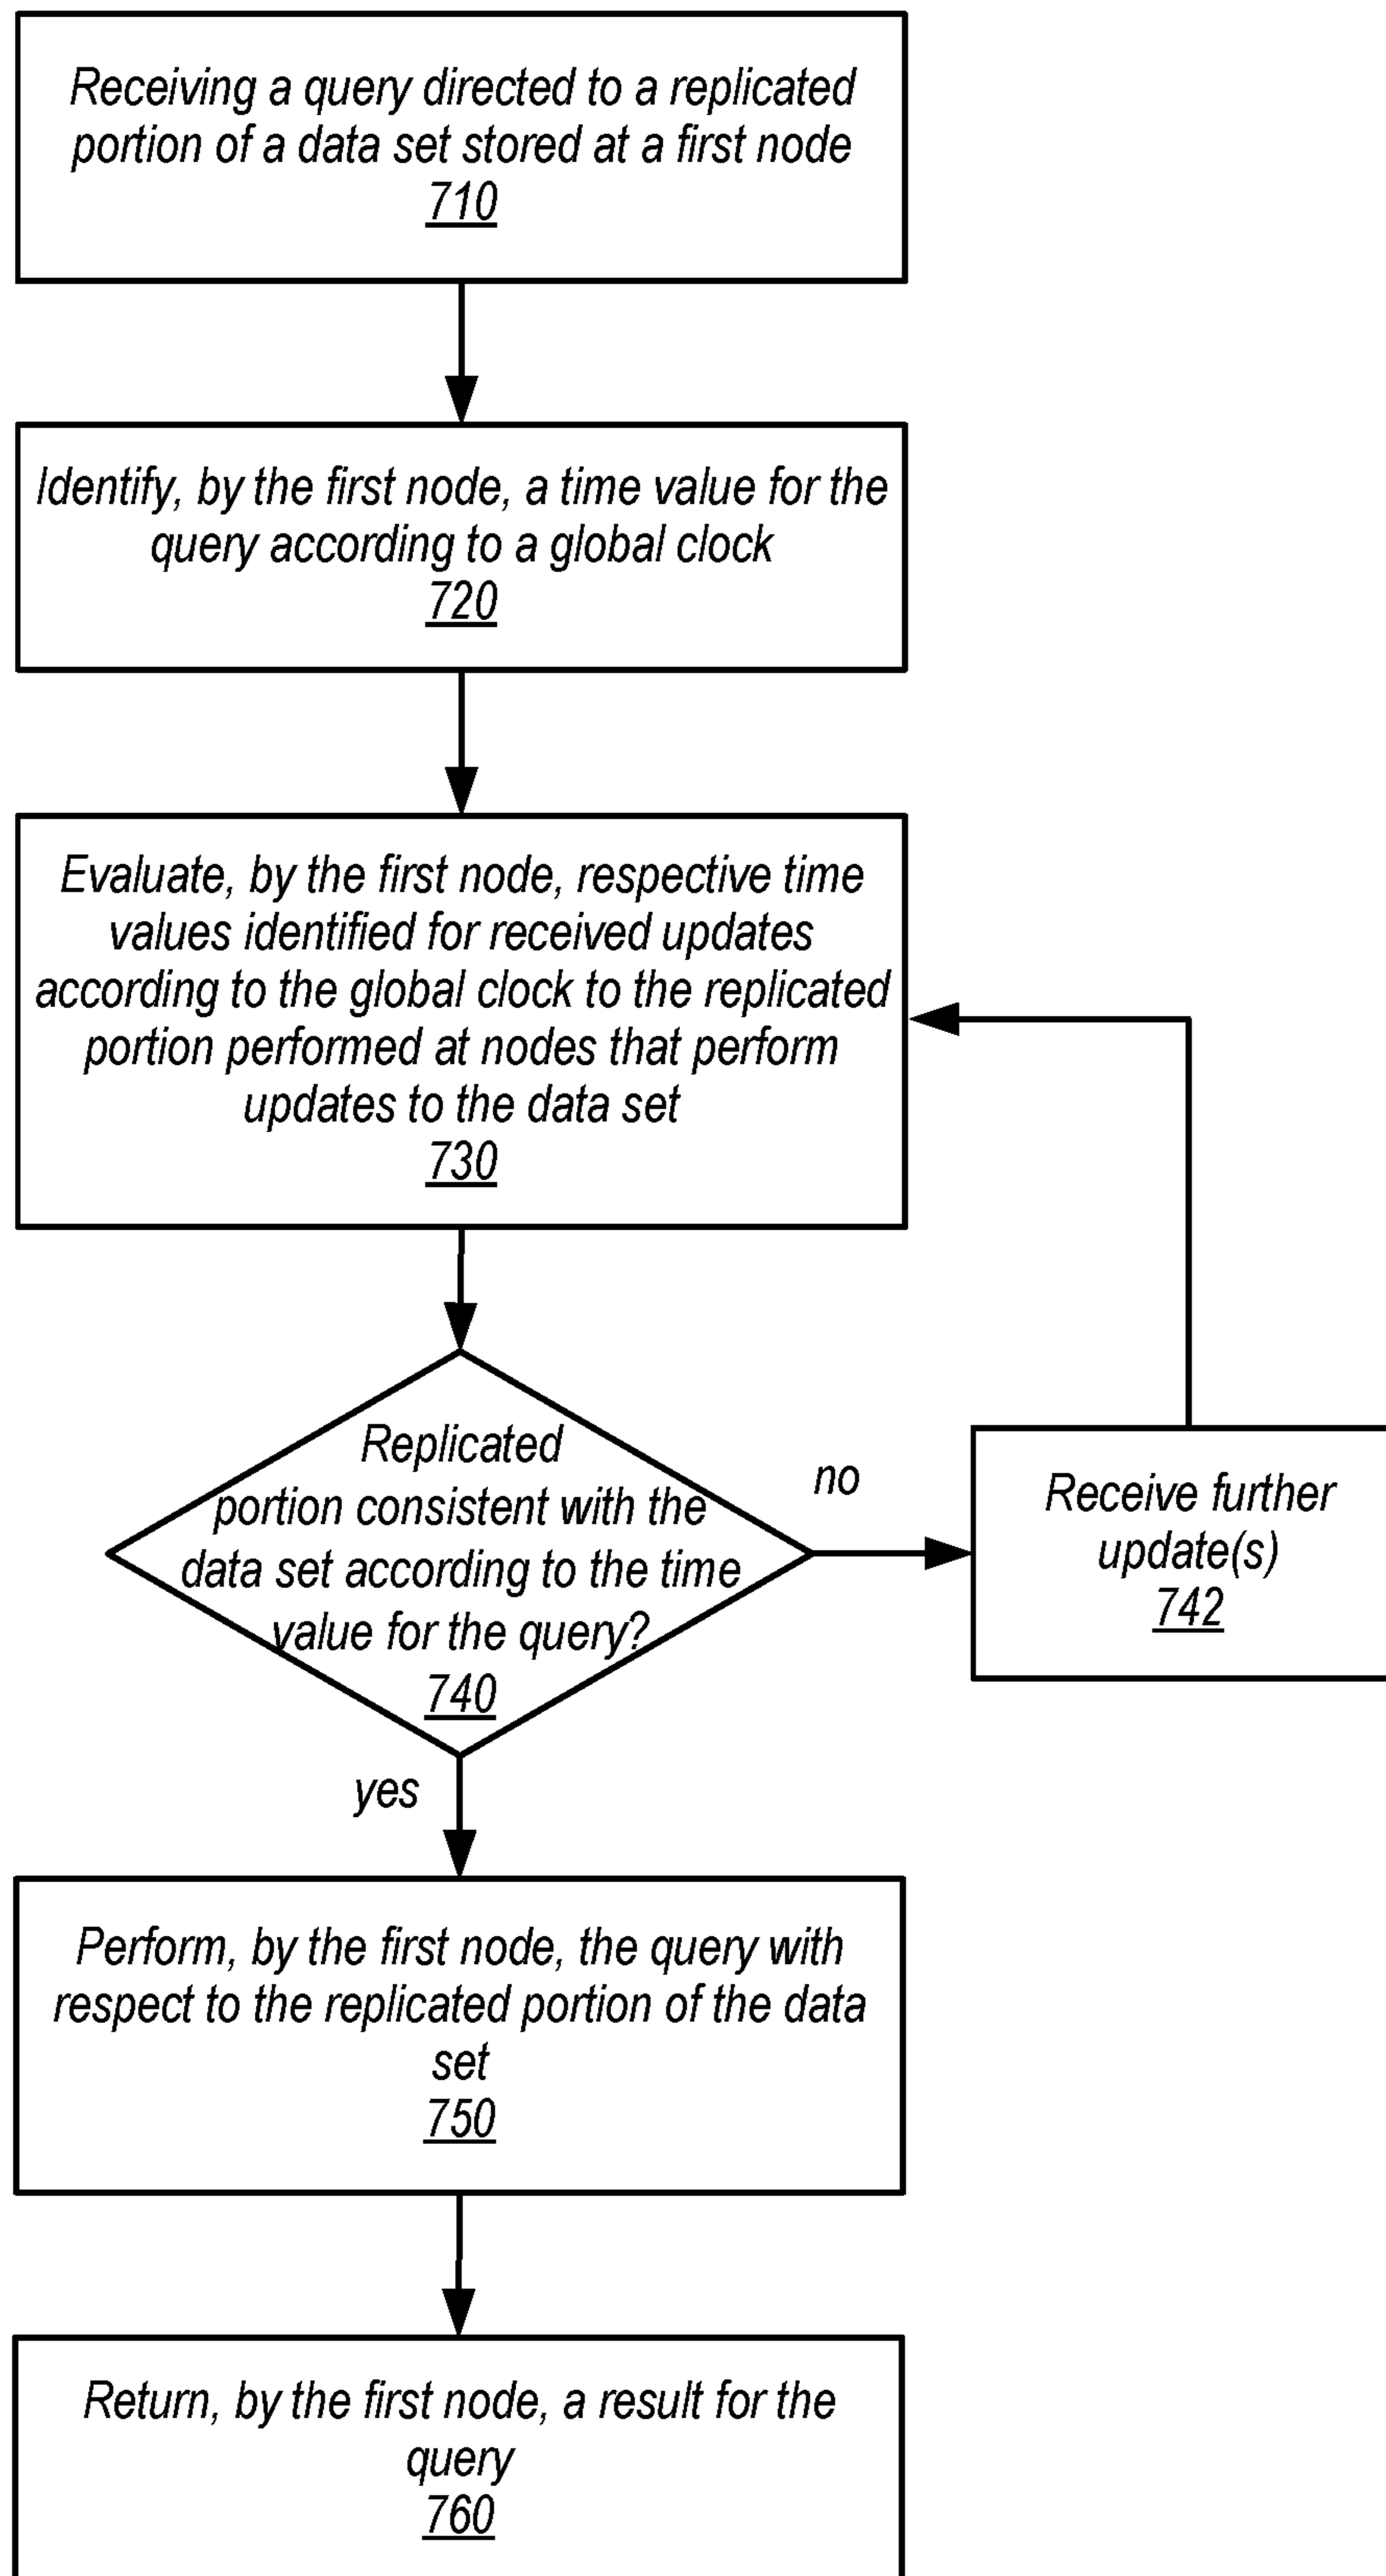 Receiving a query directed to a replicated
portion of a data set stored at a first node
710
Identify, by the first node, a time value for the
query according to a global clock
720
Evaluate, by the first node, respective time
values identified for received updates
according to the global clock to the replicated
portion performed at nodes that perform
updates to the data set
730
Replicated
portion consistent with the
data set according to the time
value for the query?
740
no
Receive further
update(s)
742
yes
Perform, by the first node, the query with
respect to the replicated portion of the data
set
750
Return, by the first node, a result for the
query
760